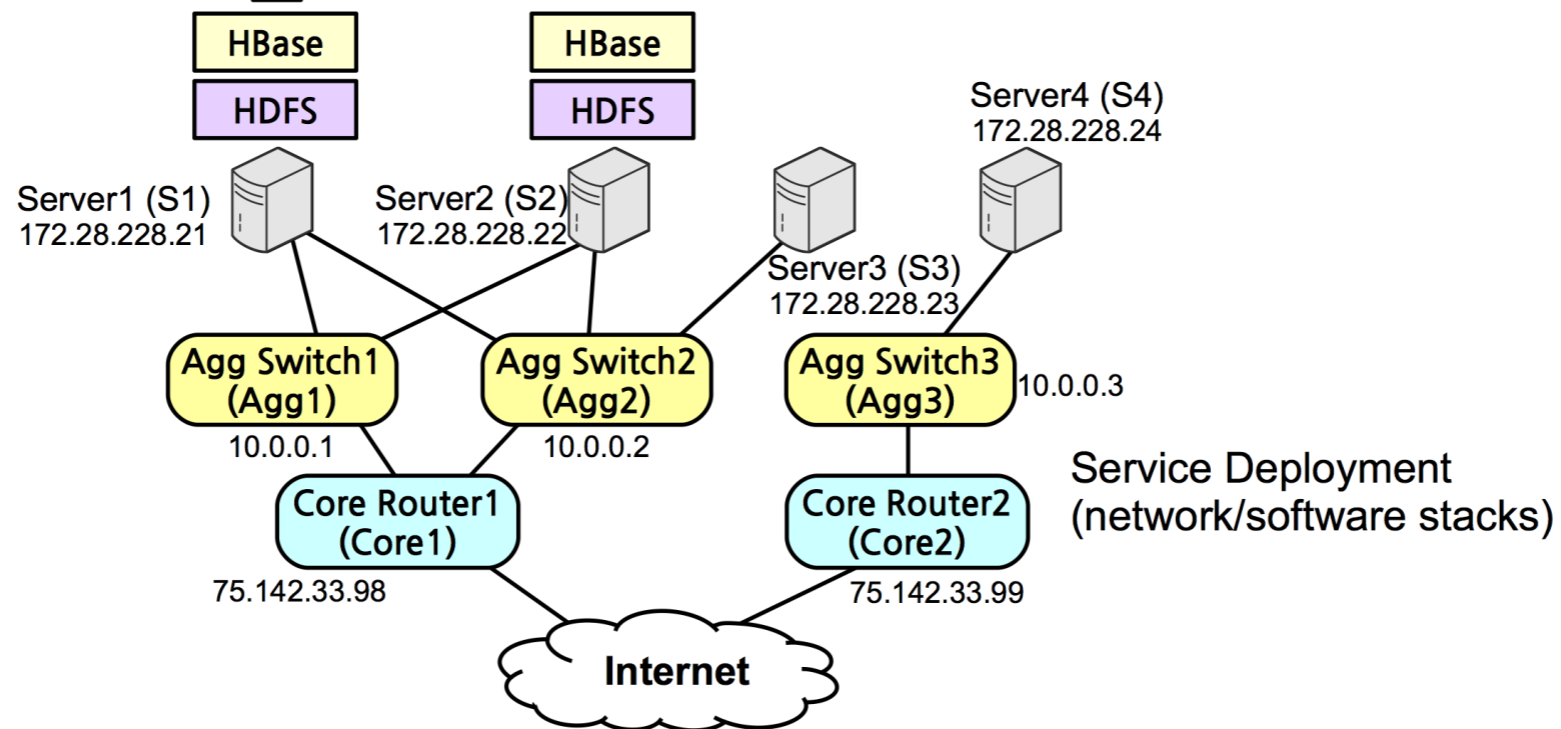 HBase
HBase
HDFS
HDFS
Server4 (S4)
172.28.228.24
Server1 (S1)
172.28.228.21
Server2 (S2)
172.28.228.22
Server3 (S3)
172.28.228.23
Agg Switch1
(Agg1)
10.0.0.1
Agg Switch2
(Agg2)
10.0.0.2
Agg Switch3
(Agg3)
10.0.0.3
Core Router1
(Core1)
75.142.33.98
Core Router2
(Core2)
75.142.33.99
Service Deployment
(network/software stacks)
Internet